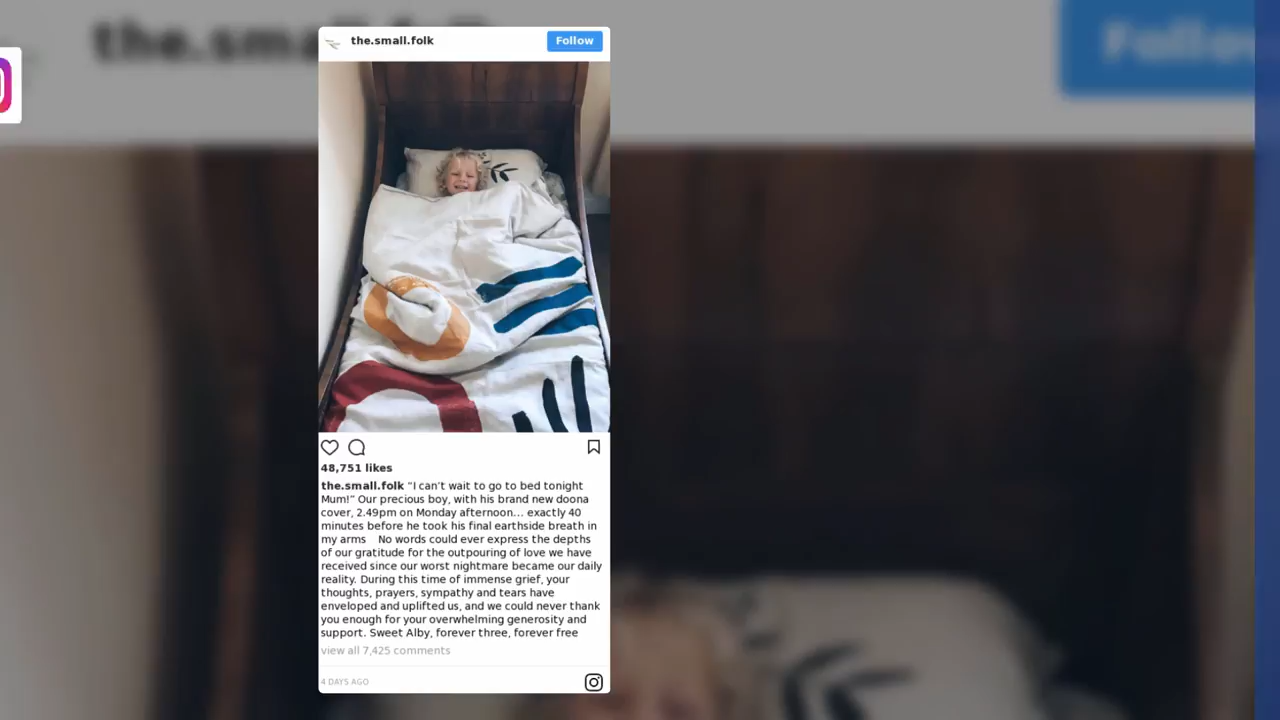 the.small.folk
Follow
48,751 likes
the.small.folk “I can’t wait to go to bed tonight
Mum!” Our precious boy, with his brand new doona
cover, 2.49pm on Monday afternoon... exactly 40
minutes before he took his final earthside breath in
my arms No words could ever express the depths
of our gratitude for the outpouring of love we have
received since our worst nightmare became our daily
reality. During this time of immense grief, your
thoughts, prayers, sympathy and tears have
enveloped and uplifted us, and we could never thank
you enough for your overwhelming generosity and
support. Sweet Alby, forever three, forever free
view all 7,425 comments
4 DAYS AGO